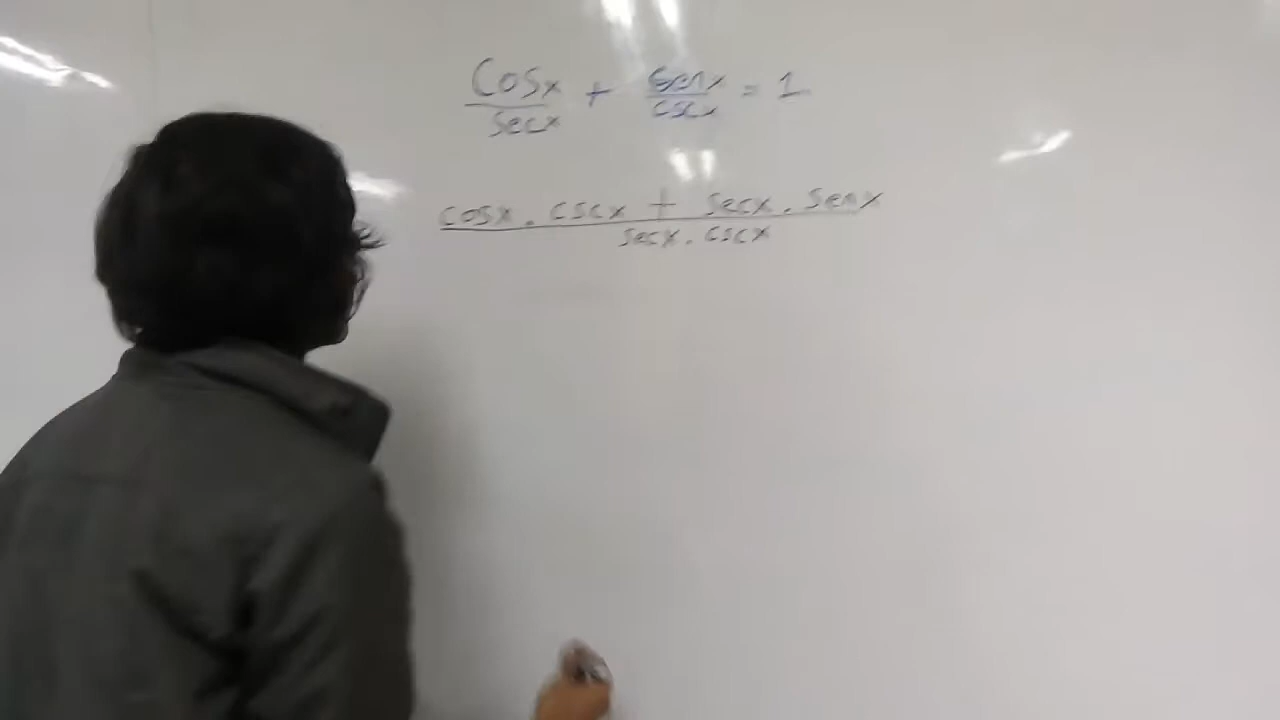 Cosx/secx + senx/cscx = 1
cosx . cscx + secx . senx
secx . cscx